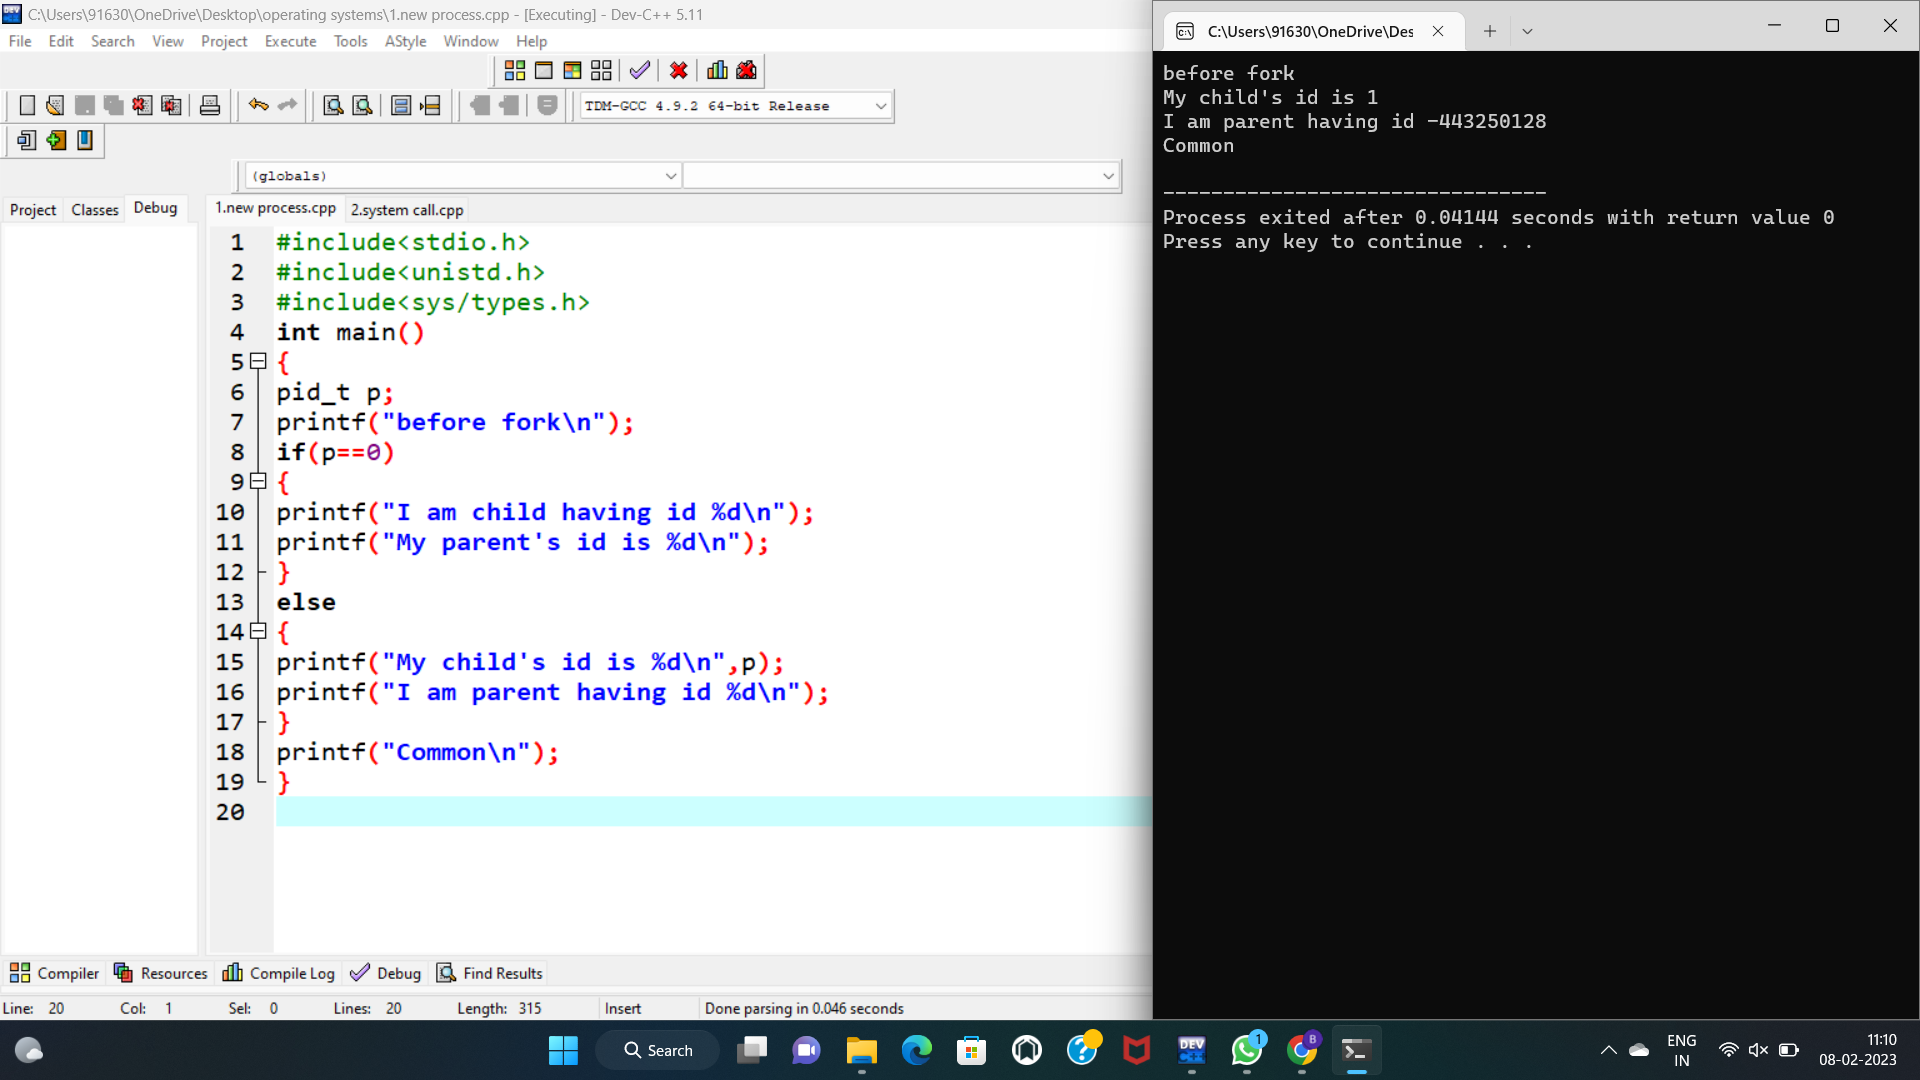 C:\Users\91630\OneDrive\Desktop\operating systems\1.new process.cpp - [Executing] - Dev-C++ 5.11
File Edit Search View Project Execute Tools AStyle Window Help
TDM-GCC 4.9.2 64-bit Release
(globals)
Project Classes Debug
1.new process.cpp 2.system call.cpp
1 #include<stdio.h>
2 #include<unistd.h>
3 #include<sys/types.h>
4 int main()
5 {
6 pid_t p;
7 printf("before fork\n");
8 if(p==0)
9 {
10 printf("I am child having id %d\n");
11 printf("My parent's id is %d\n");
12 }
13 else
14 {
15 printf("My child's id is %d\n",p);
16 printf("I am parent having id %d\n");
17 }
18 printf("Common\n");
19 }
20
Compiler Resources Compile Log Debug Find Results
Line: 20 Col: 1 Sel: 0 Lines: 20 Length: 315 Insert Done parsing in 0.046 seconds
C:\Users\91630\OneDrive\Des
before fork
My child's id is 1
I am parent having id -443250128
Common
--------------------------------
Process exited after 0.04144 seconds with return value 0
Press any key to continue . . .
Search
DEV
C++
1
B
ENG
IN
11:10
08-02-2023